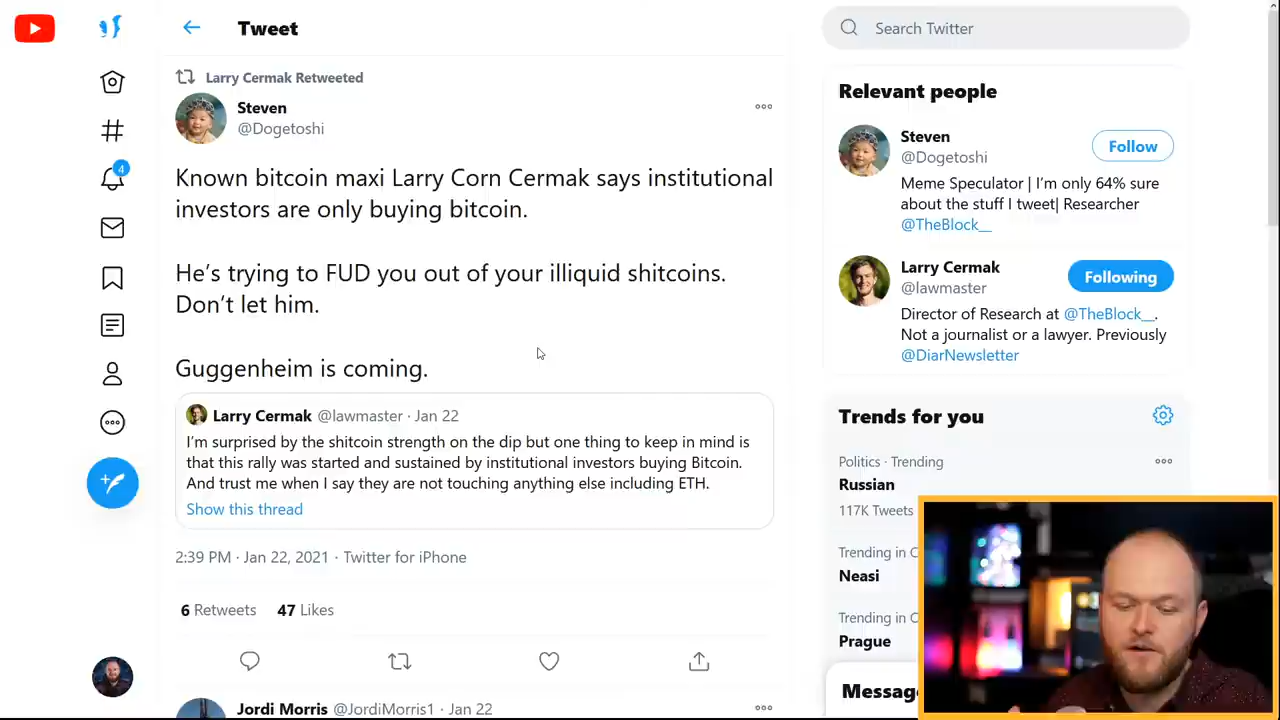 Tweet
Larry Cermak Retweeted
Steven
@Dogetoshi
Known bitcoin maxi Larry Corn Cermak says institutional
investors are only buying bitcoin.
He's trying to FUD you out of your illiquid shitcoins.
Don't let him.
Guggenheim is coming.
Larry Cermak @lawmaster · Jan 22
I'm surprised by the shitcoin strength on the dip but one thing to keep in mind is
that this rally was started and sustained by institutional investors buying Bitcoin.
And trust me when I say they are not touching anything else including ETH.
Show this thread
2:39 PM · Jan 22, 2021 · Twitter for iPhone
6 Retweets 47 Likes
Jordi Morris @JordiMorris1 · Jan 22
4
Search Twitter
Relevant people
Steven
@Dogetoshi
Follow
Meme Speculator | I'm only 64% sure
about the stuff I tweet| Researcher
@TheBlock__
Larry Cermak
@lawmaster
Following
Director of Research at @TheBlock__.
Not a journalist or a lawyer. Previously
@DiarNewsletter
Trends for you
Politics · Trending
Russian
117K Tweets
Trending in C
Neasi
Trending in C
Prague
Messag